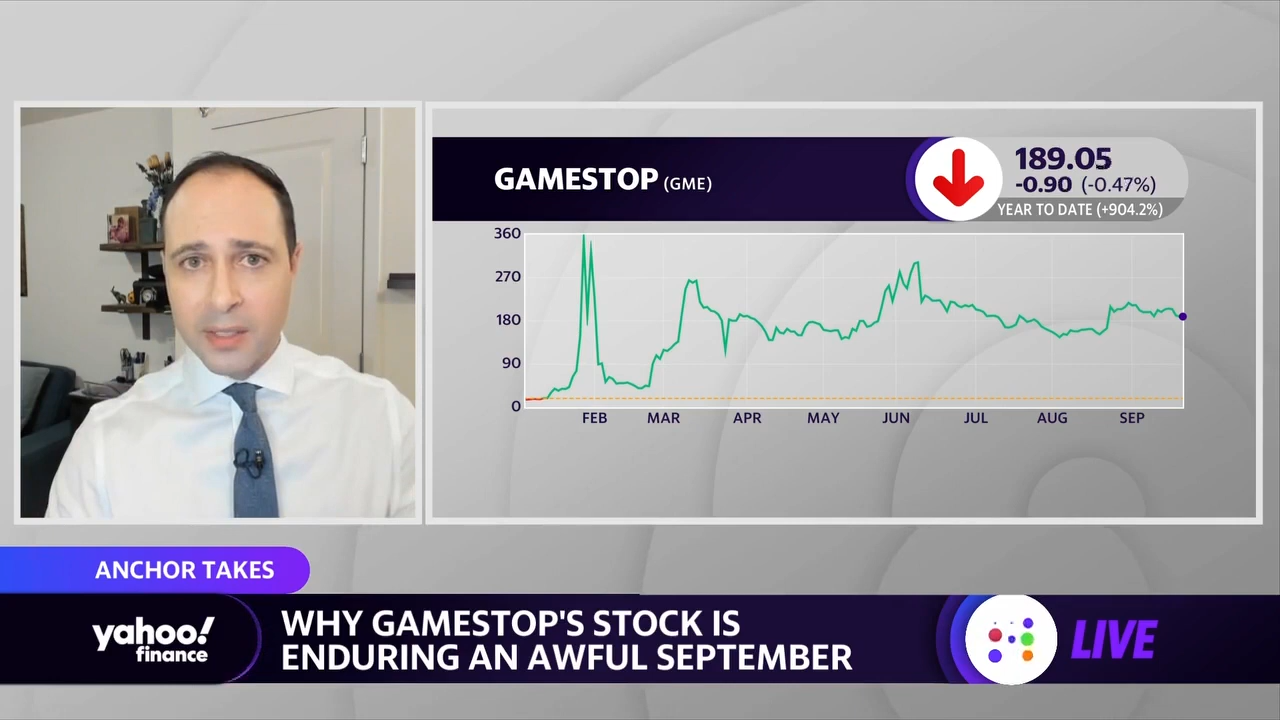 GAMESTOP (GME)
189.05
-0.90 (-0.47%)
YEAR TO DATE (+904.2%)
360
270
180
90
0
FEB MAR APR MAY JUN JUL AUG SEP
ANCHOR TAKES
yahoo!
finance
WHY GAMESTOP'S STOCK IS
ENDURING AN AWFUL SEPTEMBER
LIVE